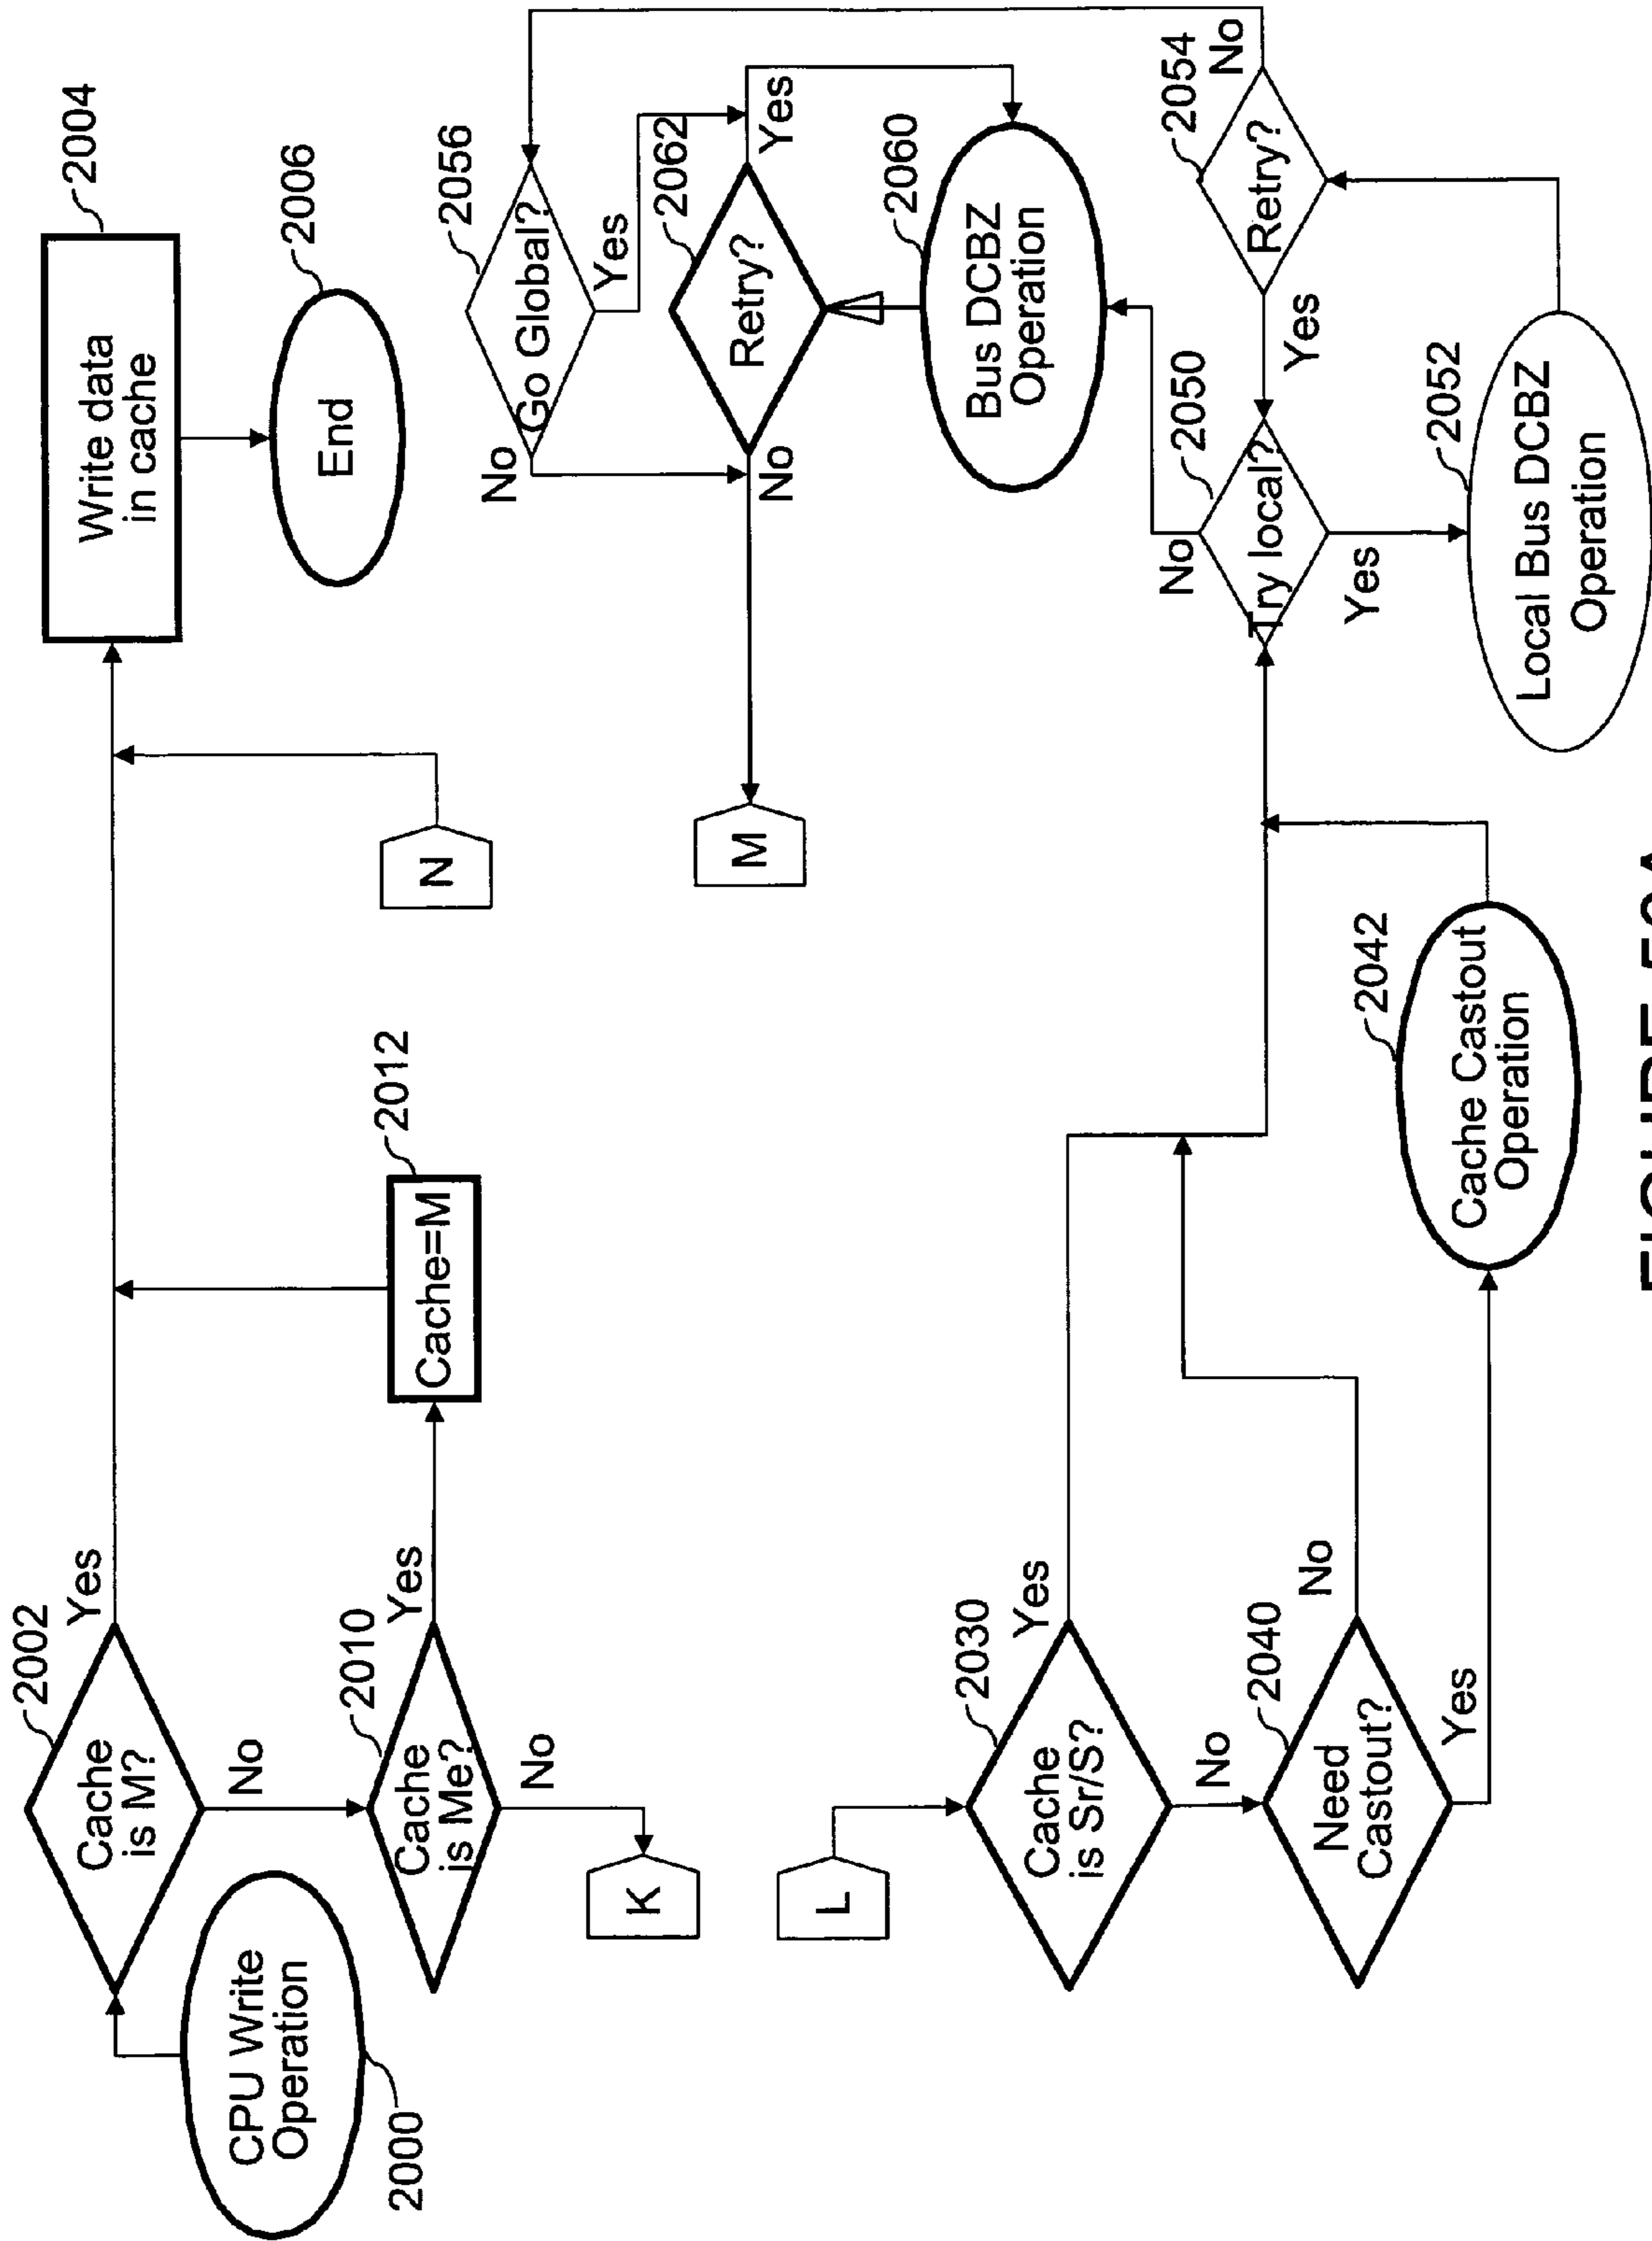 CPU Write
Operation
2000
Cache
is M?
2002
Yes
No
Write data
in cache
2004
End
2006
Cache
is Me?
2010
Yes
No
Cache=M
2012
N
K
L
M
Go Global?
2056
No
Yes
Retry?
2062
No
Yes
Bus DCBZ
Operation
2060
Cache
is Sr/S?
2030
Yes
No
Need
Castout?
2040
No
Yes
Cache Castout
Operation
2042
Try local?
2050
No
Yes
Retry?
2054
Yes
No
Local Bus DCBZ
Operation
2052
FIGURE